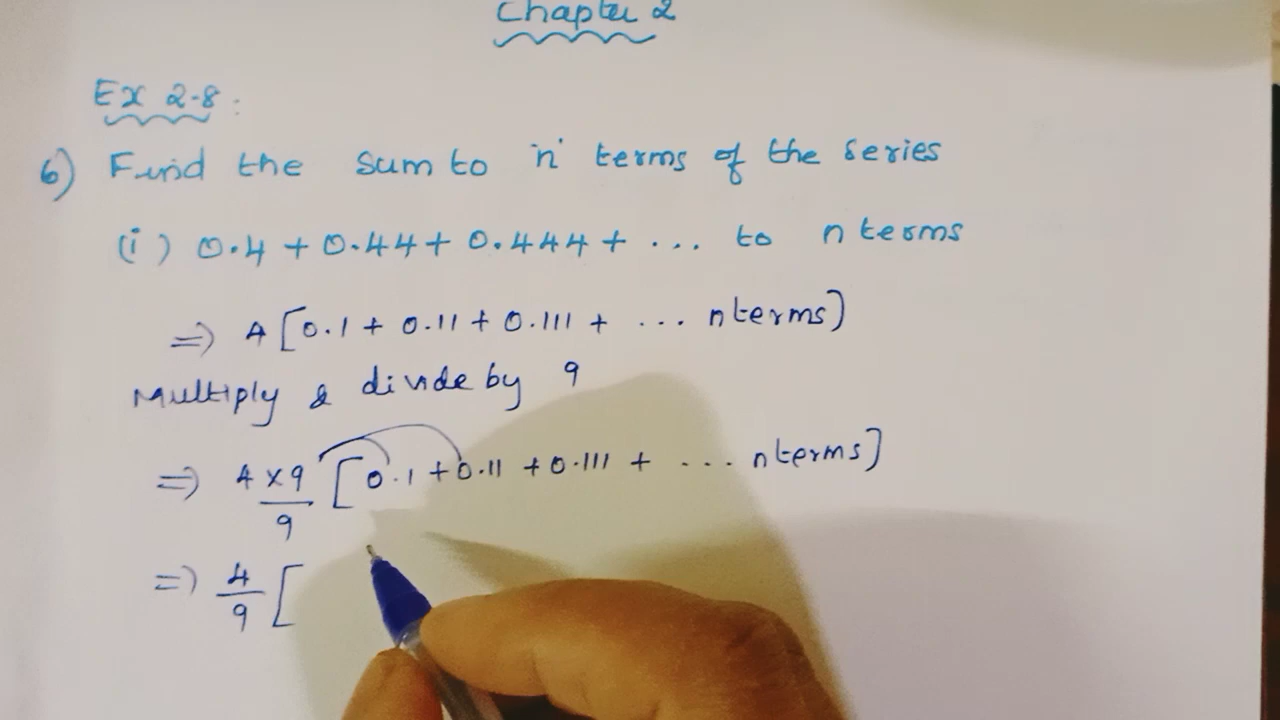 Chapter 2
Ex 2.8:
6) Find the sum to 'n' terms of the series
(i) 0.4 + 0.44 + 0.444 + ... to n terms
=> 4 [0.1 + 0.11 + 0.111 + ... n terms]
Multiply & divide by 9
=> 4 x 9/9 [0.1 + 0.11 + 0.111 + ... n terms]
=> 4/9 [